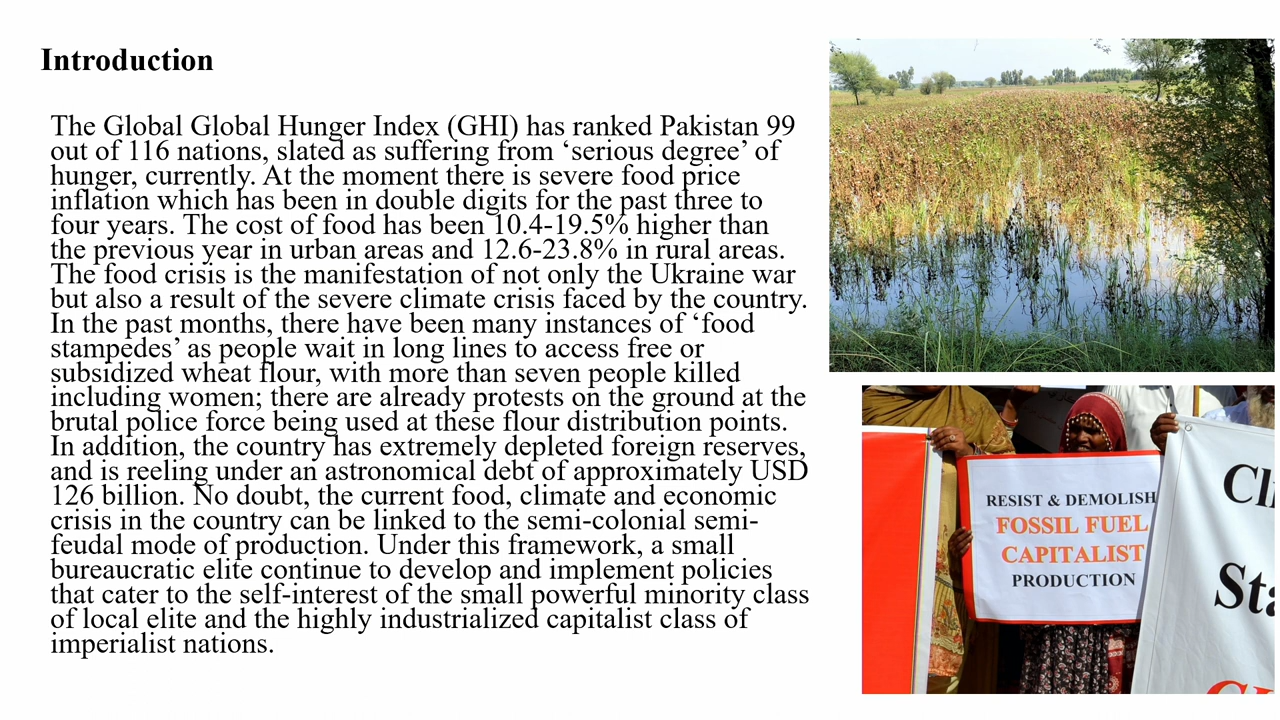 Introduction
The Global Global Hunger Index (GHI) has ranked Pakistan 99
out of 116 nations, slated as suffering from ‘serious degree’ of
hunger, currently. At the moment there is severe food price
inflation which has been in double digits for the past three to
four years. The cost of food has been 10.4-19.5% higher than
the previous year in urban areas and 12.6-23.8% in rural areas.
The food crisis is the manifestation of not only the Ukraine war
but also a result of the severe climate crisis faced by the country.
In the past months, there have been many instances of ‘food
stampedes’ as people wait in long lines to access free or
subsidized wheat flour, with more than seven people killed
including women; there are already protests on the ground at the
brutal police force being used at these flour distribution points.
In addition, the country has extremely depleted foreign reserves,
and is reeling under an astronomical debt of approximately USD
126 billion. No doubt, the current food, climate and economic
crisis in the country can be linked to the semi-colonial semi-
feudal mode of production. Under this framework, a small
bureaucratic elite continue to develop and implement policies
that cater to the self-interest of the small powerful minority class
of local elite and the highly industrialized capitalist class of
imperialist nations.
RESIST & DEMOLISH
FOSSIL FUEL
CAPITALIST
PRODUCTION
Cl
Sta